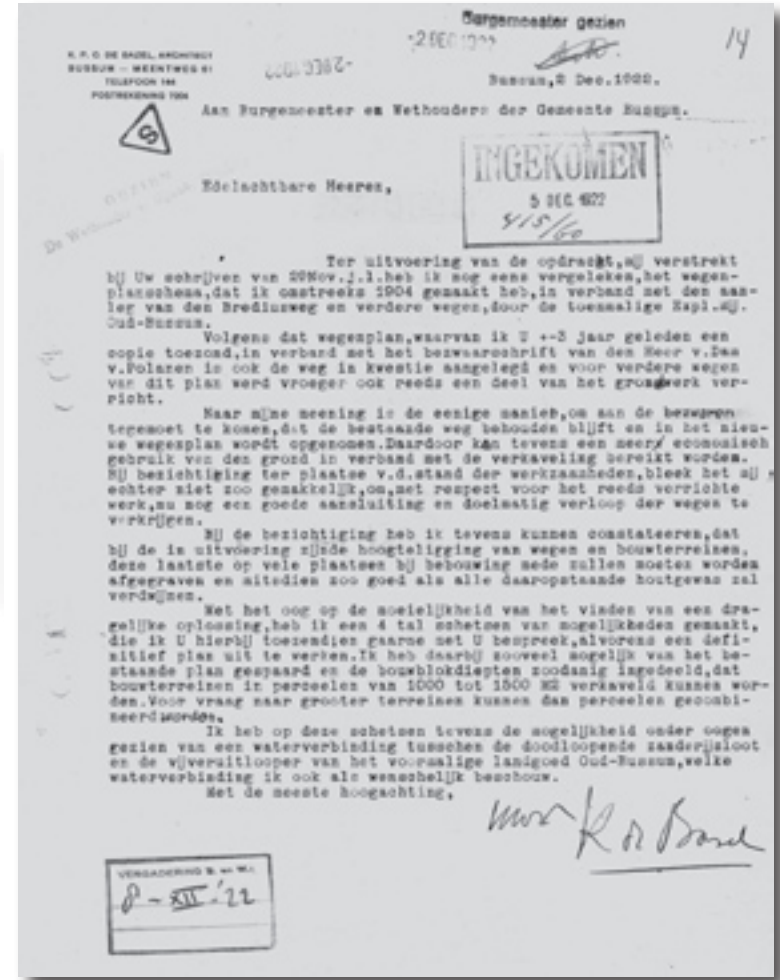 Burgemeester gezien
-2 DEC 1922
14
K. P. C. DE BAZEL, ARCHITECT
BUSSUM — MEENTWEG 61
TELEFOON 144
POSTREKENING 7004
-2 DEC 1922
Bussum,2 Dec.1922.
Aan Burgemeester en Wethouders der Gemeente Bussum.
S
INGEKOMEN
5 DEC. 1922
415/60
GEZIEN
De Wethouder
Edelachtbare Heeren,
Ter uitvoering van de opdracht,mij verstrekt
bij Uw schrijven van 29Nov.j.l.heb ik nog eens vergeleken,het wegen-
planschema,dat ik omstreeks 1904 gemaakt heb,in verband met den aan-
leg van den Brediusweg en verdere wegen,door de toenmalige Expl.Mij.
Oud-Bussum.
Volgens dat wegenplan,waarvan ik U +-3 jaar geleden een
copie toezond,in verband met het bezwaarschrift van den Heer v.Dam
v.Polanen is ook de weg in kwestie aangelegd en voor verdere wegen
van dit plan werd vroeger ook reeds een deel van het grondwerk ver-
richt.
Naar mijne meening is de eenige manier,om aan de bezwaren
tegemoet te komen,dat de bestaande weg behouden blijft en in het nieu-
we wegenplan wordt opgenomen.Daardoor kan tevens een meer economisch
gebruik van den grond in verband met de verkaveling bereikt worden.
Bij bezichtiging ter plaatse v.d.stand der werkzaamheden,bleek het mij
echter niet zoo gemakkelijk,om,met respect voor het reeds verrichte
werk,nu nog een goede aansluiting en doelmatig verloop der wegen te
verkrijgen.
Bij de bezichtiging heb ik tevens kunnen constateeren,dat
bij de in uitvoering zijnde hoogteligging van wegen en bouwterreinen,
deze laatste op vele plaatsen bij bebouwing mede zullen moeten worden
afgegraven en mitsdien zoo goed als alle daaropstaande houtgewas zal
verdwijnen.
Met het oog op de moeielijkheid van het vinden van een dra-
gelijke oplossing,heb ik een 4 tal schetsen van mogelijkheden gemaakt,
die ik U hierbij toezendien gaarne met U bespreek,alvorens een defi-
nitief plan uit te werken.Ik heb daarbij zooveel mogelijk van het be-
staande plan gespaard en de bouwblokdiepten zoodanig ingedeeld,dat
bouwterreinen in perceelen van 1000 tot 1500 M2 verkaveld kunnen wor-
den.Voor vraag naar grooter terreinen kunnen dan perceelen gecombi-
neerd worden.
Ik heb op deze schetsen tevens de mogelijkheid onder oogen
gezien van een waterverbinding tusschen de doodloopende zanderijsloot
en de vijveruitlooper van het voormalige landgoed Oud-Bussum,welke
waterverbinding ik ook als wenschelijk beschouw.
Met de meeste hoogachting,
K de Bazel
VERGADERING B. en W.
8 - XII - '22